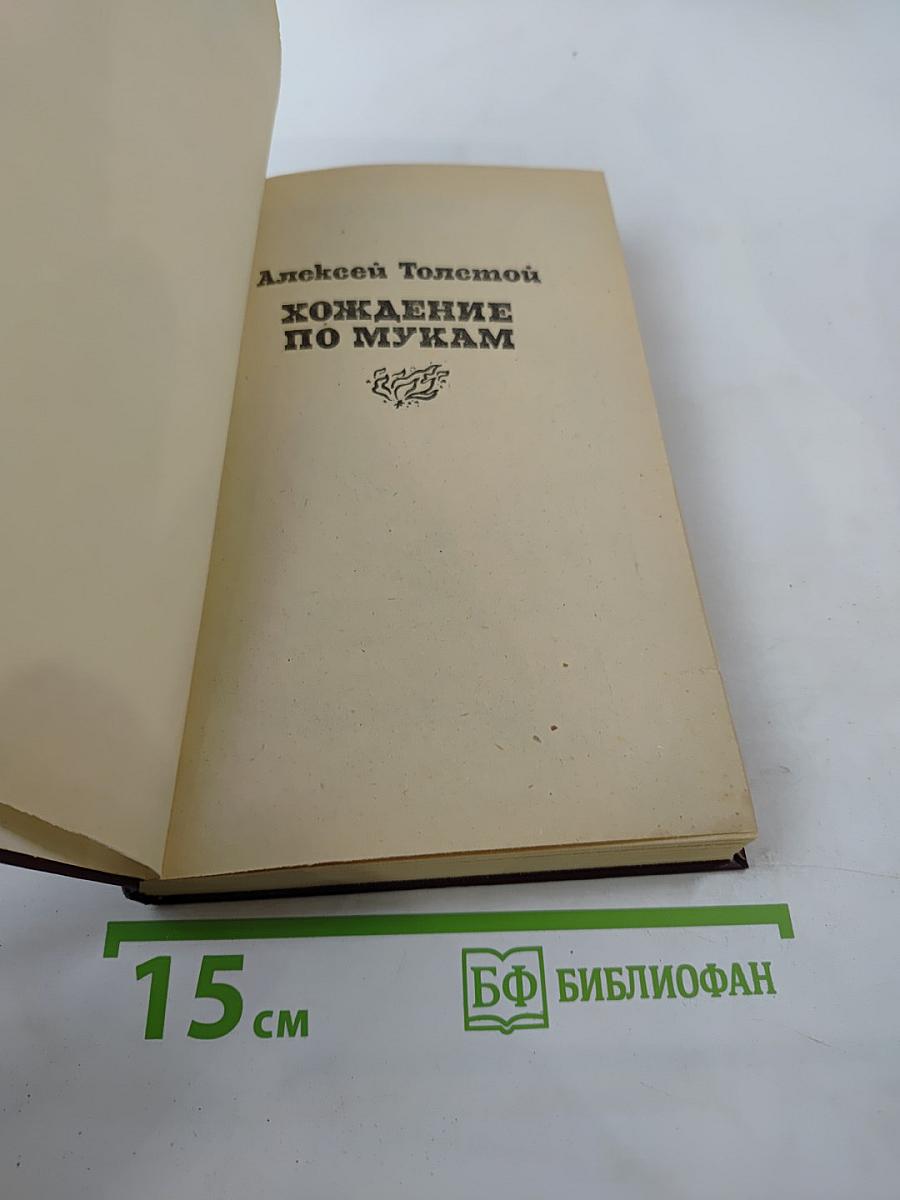 Алексей Толстой
ХОЖДЕНИЕ
ПО МУКАМ
15 см
БФ БИБЛИОФАН